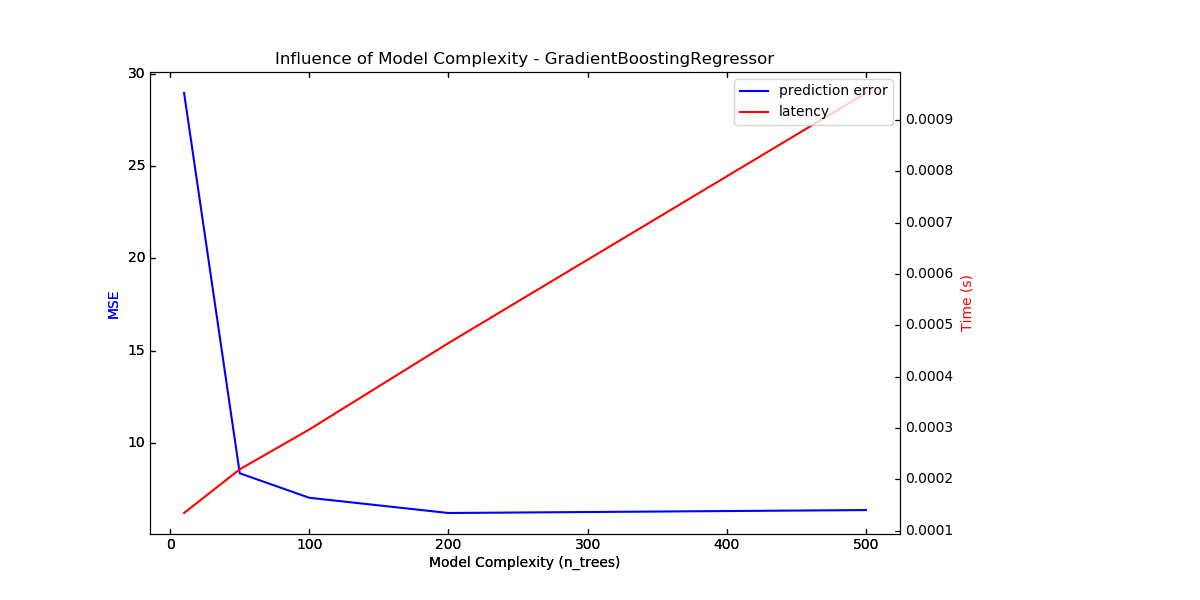 Influence of Model Complexity - GradientBoostingRegressor
prediction error
latency
30
25
20
15
10
MSE
0.0009
0.0008
0.0007
0.0006
0.0005
0.0004
0.0003
0.0002
0.0001
Time (s)
0 100 200 300 400 500
Model Complexity (n_trees)